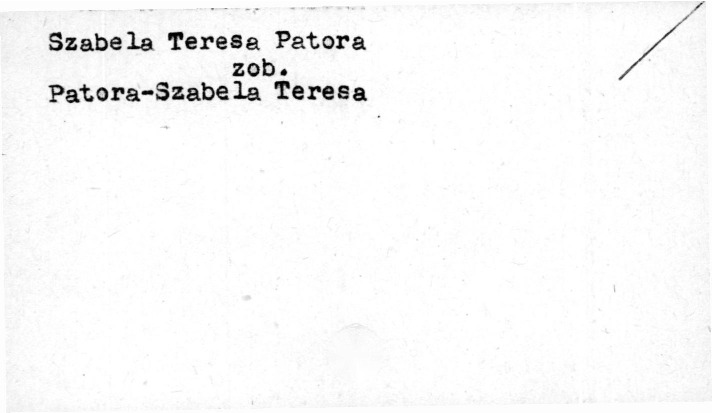 Szabela Teresa Patora
zob.
Patora-Szabela Teresa